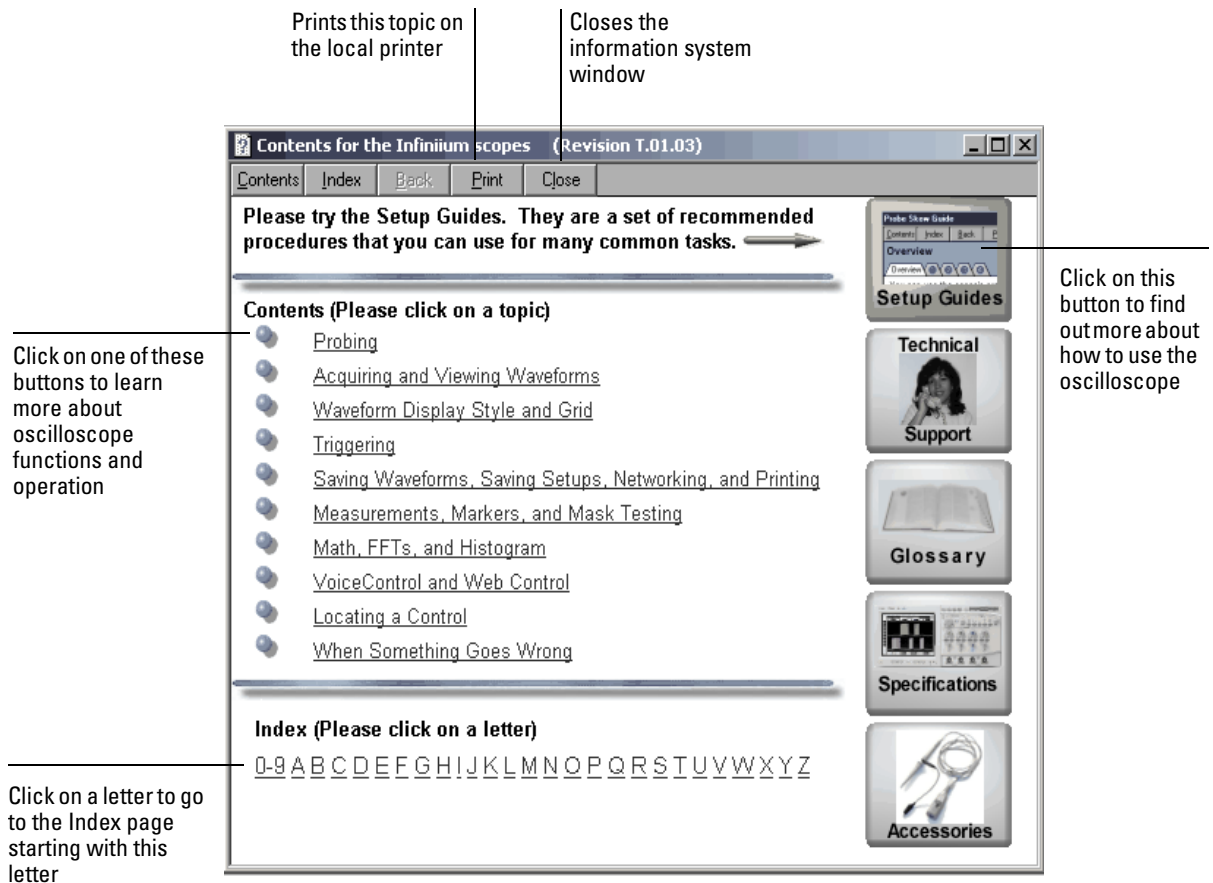 Prints this topic on
the local printer
Closes the
information system
window
Contents for the Infiniium scopes (Revision T.01.03)
Contents Index Back Print Close
Please try the Setup Guides. They are a set of recommended
procedures that you can use for many common tasks.
Probe Skew Guide
Contents Index Back P
Overview
Overview
Setup Guides
Click on this
button to find
out more about
how to use the
oscilloscope
Contents (Please click on a topic)
Click on one of these
buttons to learn
more about
oscilloscope
functions and
operation
Probing
Acquiring and Viewing Waveforms
Waveform Display Style and Grid
Triggering
Saving Waveforms, Saving Setups, Networking, and Printing
Measurements, Markers, and Mask Testing
Math, FFTs, and Histogram
VoiceControl and Web Control
Locating a Control
When Something Goes Wrong
Technical
Support
Glossary
Specifications
Accessories
Index (Please click on a letter)
0-9 A B C D E F G H I J K L M N O P Q R S T U V W X Y Z
Click on a letter to go
to the Index page
starting with this
letter